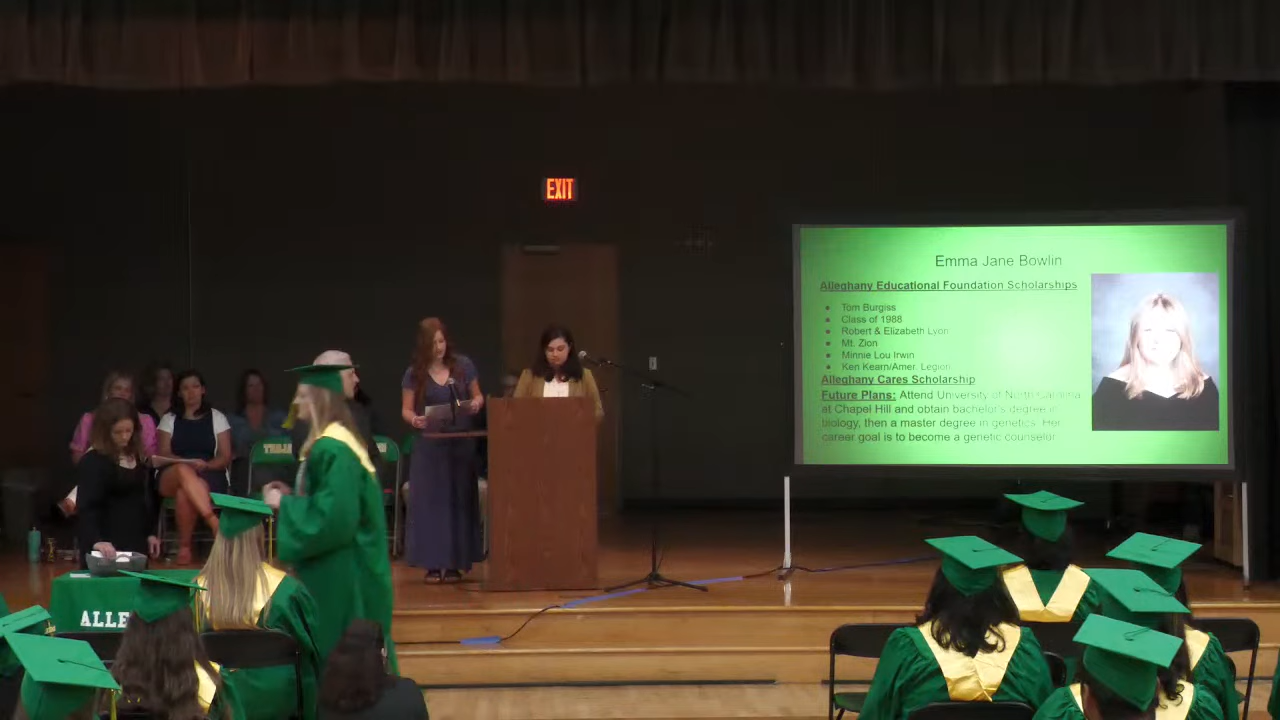 EXIT
Emma Jane Bowlin
Alleghany Educational Foundation Scholarships
• Tom Burgiss
• Class of 1988
• Robert & Elizabeth Lyon
• Mt. Zion
• Minnie Lou Irwin
• Ken Kearn/Amer. Legion
Alleghany Cares Scholarship
Future Plans: Attend University of North Carolina
at Chapel Hill and obtain bachelor's degree in
biology, then a master degree in genetics. Her
career goal is to become a genetic counselor.
ALLE